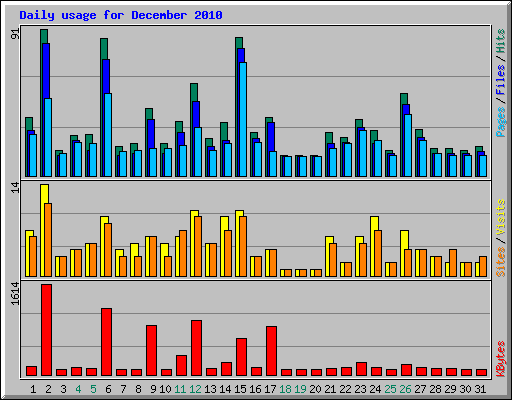 Daily usage for December 2010
91
Pages / Files / Hits
14
Sites / Visits
1614
KBytes
1 2 3 4 5 6 7 8 9 10 11 12 13 14 15 16 17 18 19 20 21 22 23 24 25 26 27 28 29 30 31